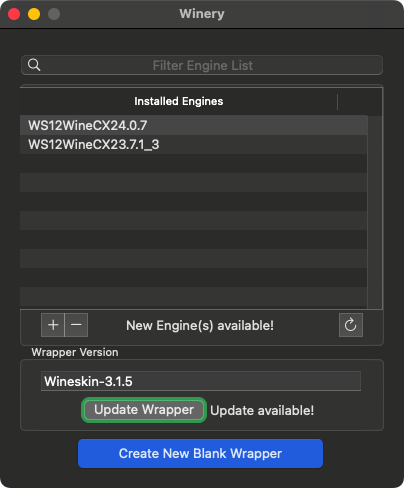 Winery
Filter Engine List
Installed Engines
WS12WineCX24.0.7
WS12WineCX23.7.1_3
New Engine(s) available!
Wrapper Version
Wineskin-3.1.5
Update Wrapper Update available!
Create New Blank Wrapper